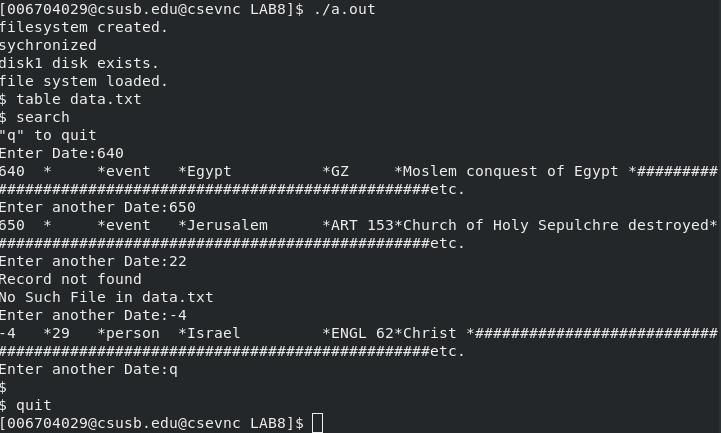 [006704029@csusb.edu@csevnc LAB8]$ ./a.out
filesystem created.
sychronized
disk1 disk exists.
file system loaded.
$ table data.txt
$ search
"q" to quit
Enter Date:640
640  *     *event   *Egypt          *GZ     *Moslem conquest of Egypt *#########
################################################etc.
Enter another Date:650
650  *     *event   *Jerusalem      *ART 153*Church of Holy Sepulchre destroyed*
################################################etc.
Enter another Date:22
Record not found
No Such File in data.txt
Enter another Date:-4
-4   *29   *person  *Israel         *ENGL 62*Christ *###########################
################################################etc.
Enter another Date:q
$
$ quit
[006704029@csusb.edu@csevnc LAB8]$